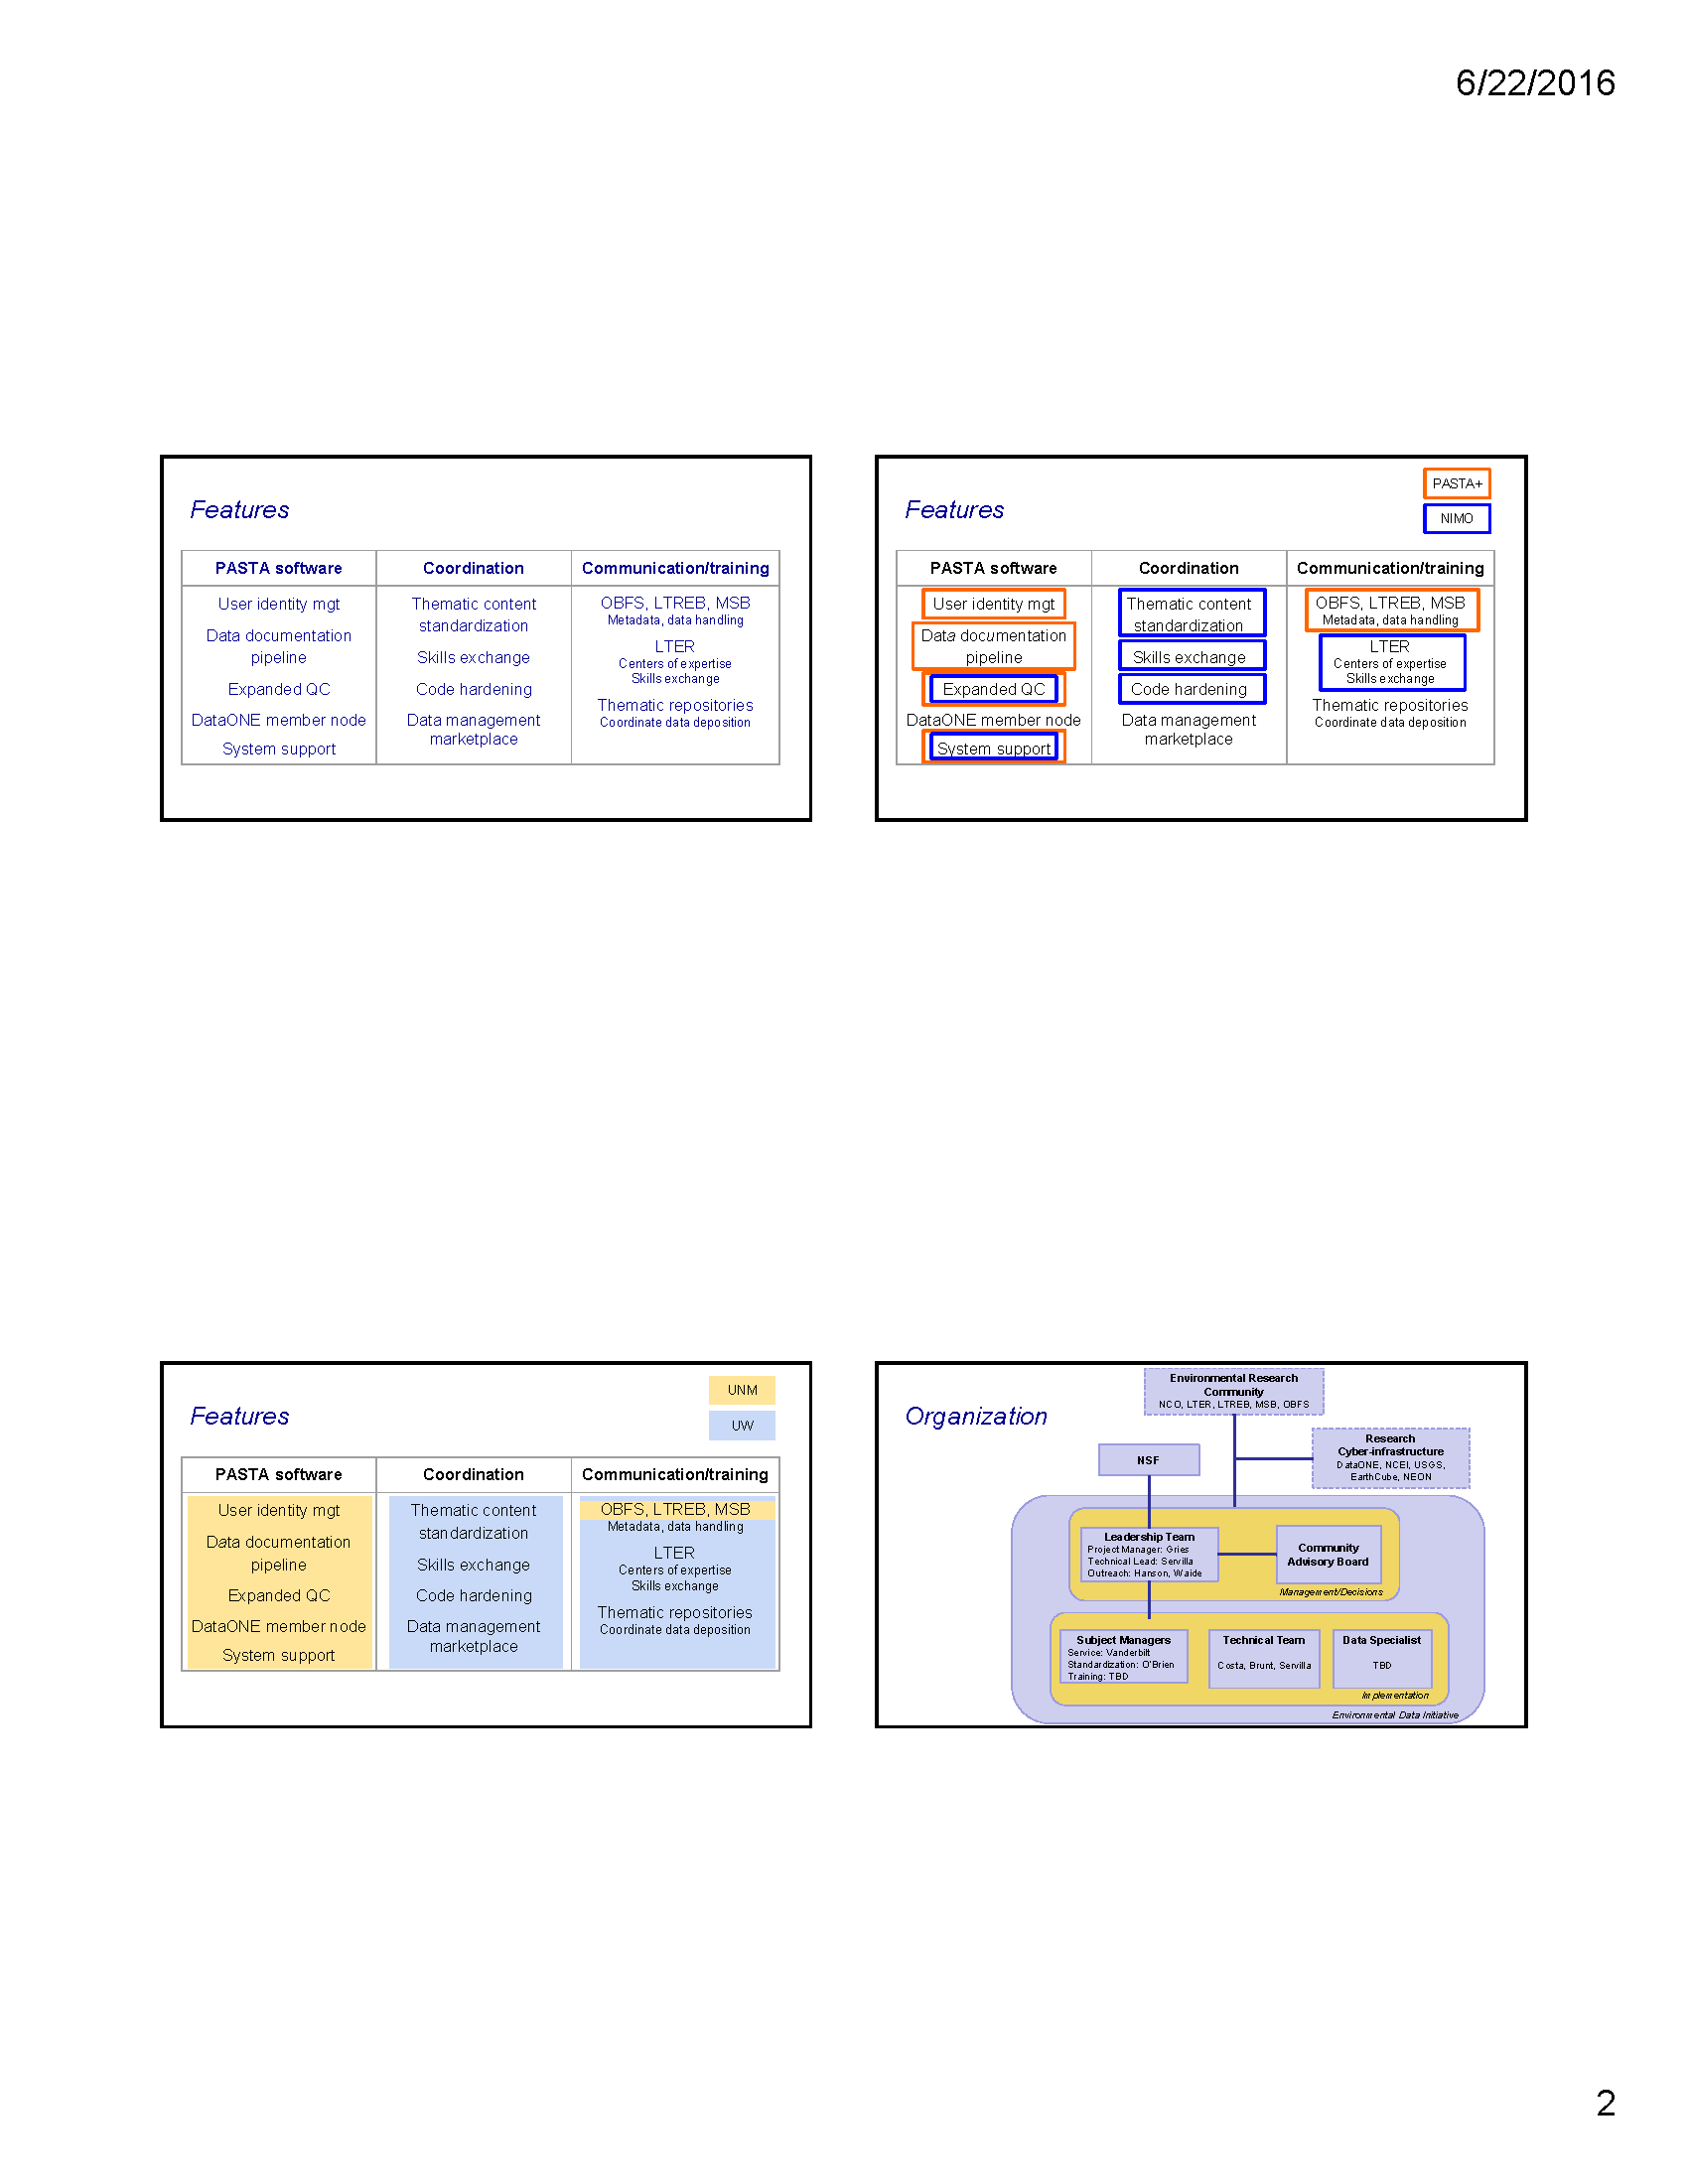 6/22/2016
Features
PASTA software
Coordination
Communication/training
User identity mgt
Data documentation
pipeline
Expanded QC
DataONE member node
System support
Thematic content
standardization
Skills exchange
Code hardening
Data management
marketplace
OBFS, LTREB, MSB
Metadata, data handling
LTER
Centers of expertise
Skills exchange
Thematic repositories
Coordinate data deposition
PASTA+
NIMO
Features
PASTA software
Coordination
Communication/training
User identity mgt
Data documentation
pipeline
Expanded QC
DataONE member node
System support
Thematic content
standardization
Skills exchange
Code hardening
Data management
marketplace
OBFS, LTREB, MSB
Metadata, data handling
LTER
Centers of expertise
Skills exchange
Thematic repositories
Coordinate data deposition
UNM
UW
Features
PASTA software
Coordination
Communication/training
User identity mgt
Data documentation
pipeline
Expanded QC
DataONE member node
System support
Thematic content
standardization
Skills exchange
Code hardening
Data management
marketplace
OBFS, LTREB, MSB
Metadata, data handling
LTER
Centers of expertise
Skills exchange
Thematic repositories
Coordinate data deposition
Organization
Environmental Research
Community
NCO, LTER, LTREB, MSB, OBFS
Research
Cyber-infrastructure
DataONE, NCEI, USGS,
EarthCube, NEON
NSF
Leadership Team
Project Manager: Gries
Technical Lead: Servilla
Outreach: Hanson, Waide
Community
Advisory Board
Management/Decisions
Subject Managers
Service: Vanderbilt
Standardization: O'Brien
Training: TBD
Technical Team
Costa, Brunt, Servilla
Data Specialist
TBD
Implementation
Environmental Data Initiative
2